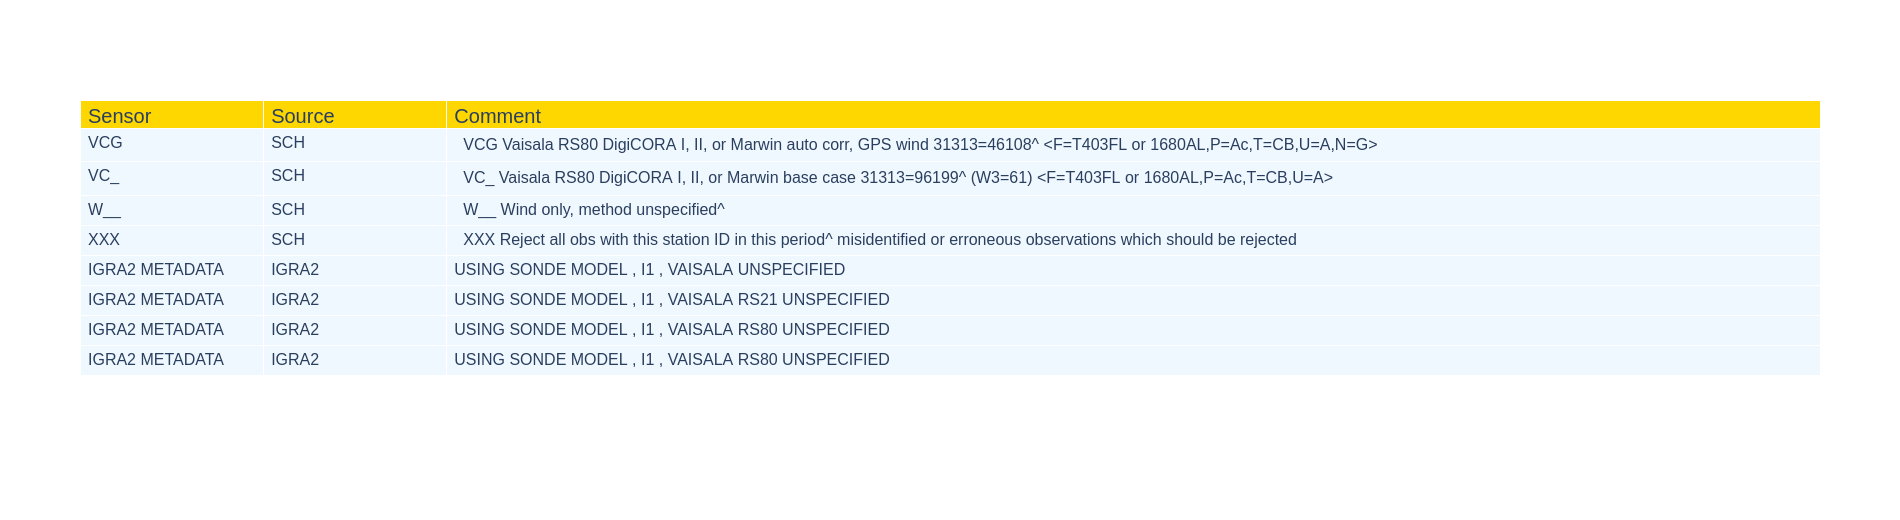 Sensor Source Comment
VCG SCH VCG Vaisala RS80 DigiCORA I, II, or Marwin auto corr, GPS wind 31313=46108^ <F=T403FL or 1680AL,P=Ac,T=CB,U=A,N=G>
VC_ SCH VC_ Vaisala RS80 DigiCORA I, II, or Marwin base case 31313=96199^ (W3=61) <F=T403FL or 1680AL,P=Ac,T=CB,U=A>
W__ SCH W__ Wind only, method unspecified^
XXX SCH XXX Reject all obs with this station ID in this period^ misidentified or erroneous observations which should be rejected
IGRA2 METADATA IGRA2 USING SONDE MODEL , I1 , VAISALA UNSPECIFIED
IGRA2 METADATA IGRA2 USING SONDE MODEL , I1 , VAISALA RS21 UNSPECIFIED
IGRA2 METADATA IGRA2 USING SONDE MODEL , I1 , VAISALA RS80 UNSPECIFIED
IGRA2 METADATA IGRA2 USING SONDE MODEL , I1 , VAISALA RS80 UNSPECIFIED